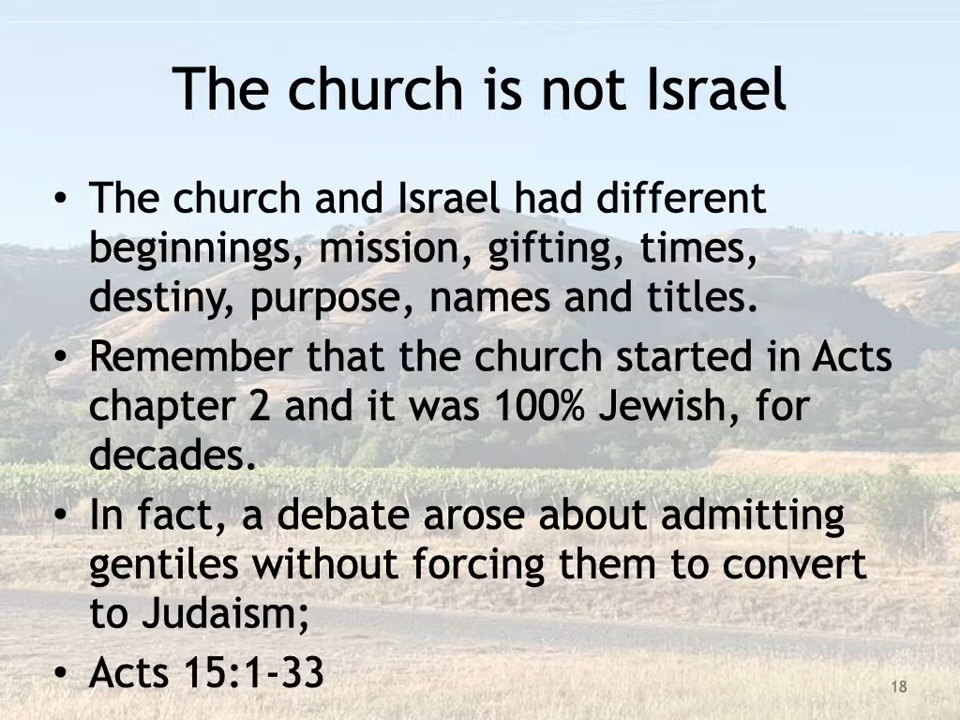 The church is not Israel
• The church and Israel had different
beginnings, mission, gifting, times,
destiny, purpose, names and titles.
• Remember that the church started in Acts
chapter 2 and it was 100% Jewish, for
decades.
• In fact, a debate arose about admitting
gentiles without forcing them to convert
to Judaism;
• Acts 15:1-33
18